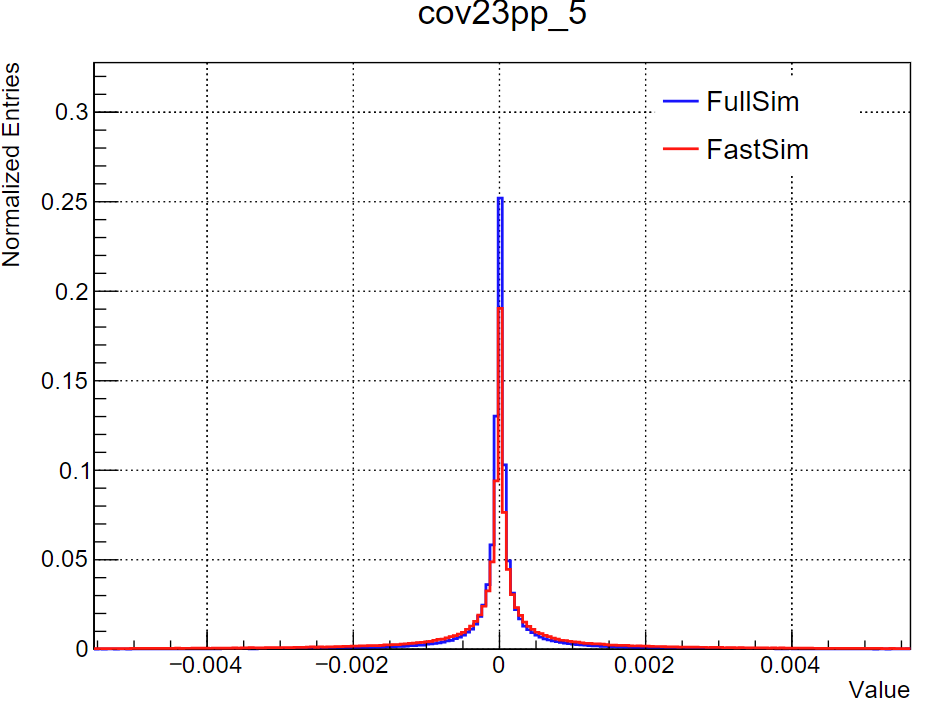 cov23pp_5
Normalized Entries
FullSim
FastSim
0.3
0.25
0.2
0.15
0.1
0.05
0
−0.004
−0.002
0
0.002
0.004
Value